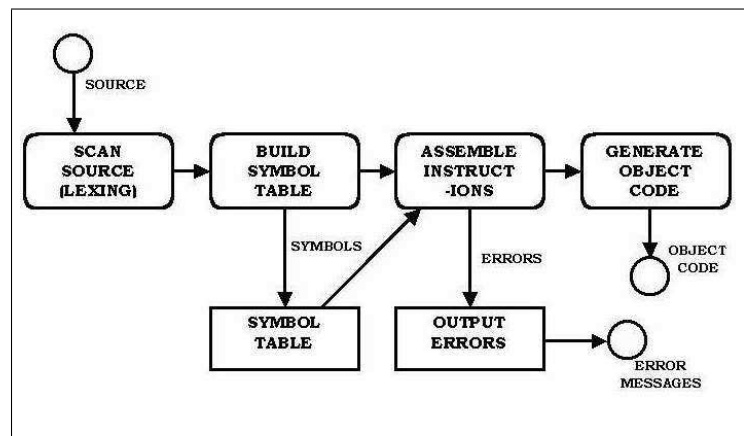 SOURCE
SCAN
SOURCE
(LEXING)
BUILD
SYMBOL
TABLE
ASSEMBLE
INSTRUCT
-IONS
GENERATE
OBJECT
CODE
SYMBOLS
ERRORS
OBJECT
CODE
SYMBOL
TABLE
OUTPUT
ERRORS
ERROR
MESSAGES